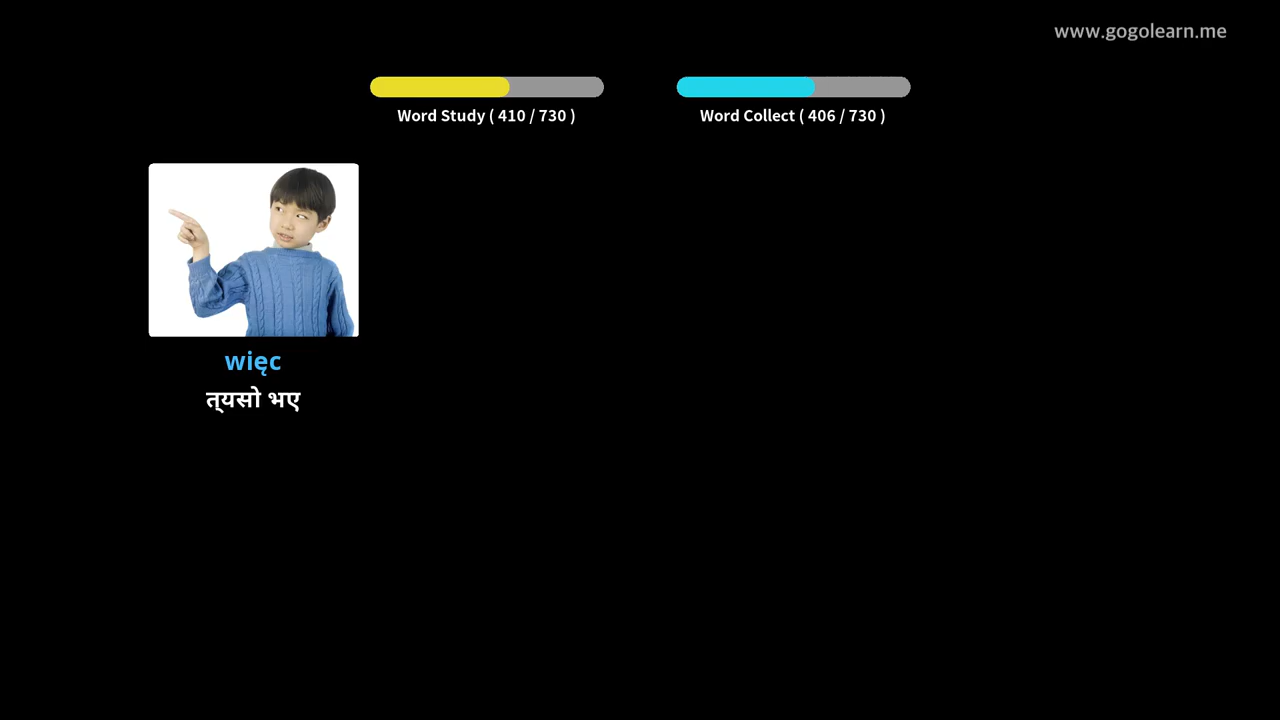 www.gogolearn.me
Word Study ( 410 / 730 )
Word Collect ( 406 / 730 )
więc
त्यसो भए